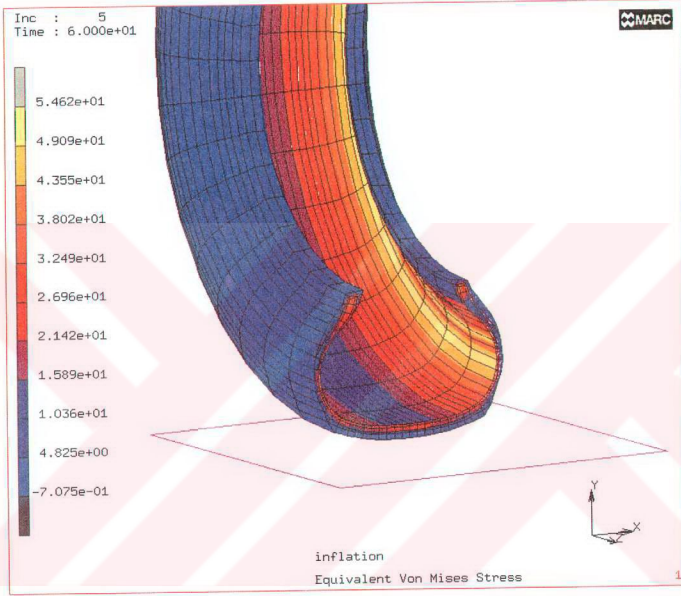 Inc : 5
Time : 6.000e+01
MARC
5.462e+01
4.909e+01
4.355e+01
3.802e+01
3.249e+01
2.696e+01
2.142e+01
1.589e+01
1.036e+01
4.825e+00
-7.075e-01
Y
X
inflation
Equivalent Von Mises Stress
1